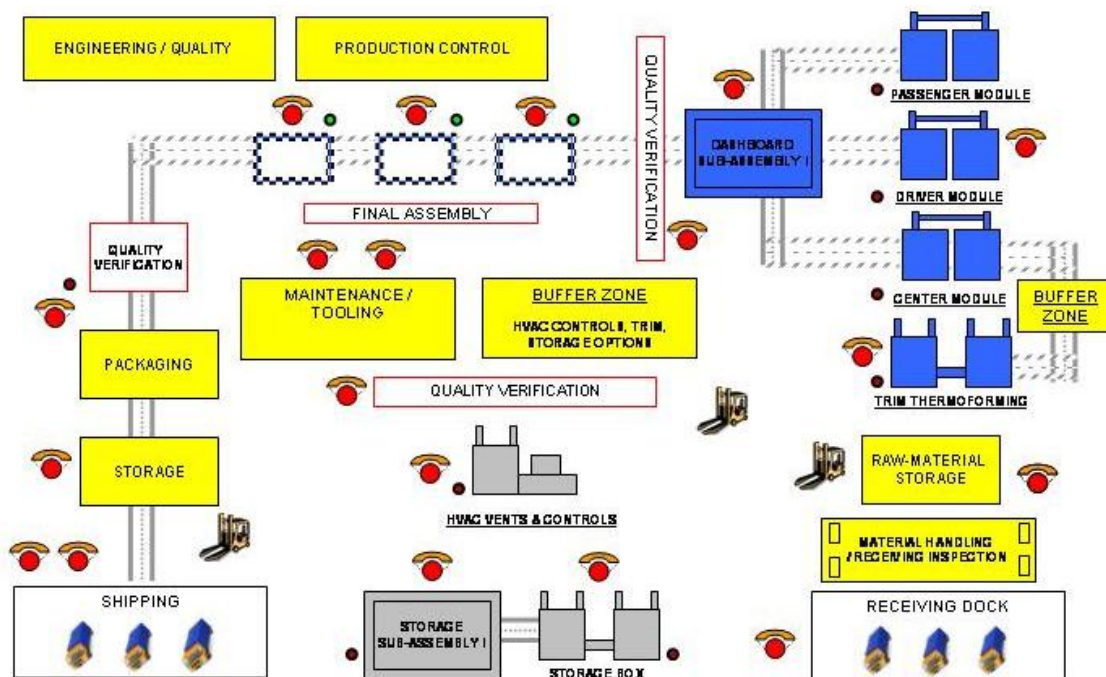 ENGINEERING / QUALITY
PRODUCTION CONTROL
QUALITY VERIFICATION
PASSENGER MODULE
DASHBOARD
SUB-ASSEMBLY I
DRIVER MODULE
FINAL ASSEMBLY
QUALITY
VERIFICATION
MAINTENANCE /
TOOLING
BUFFER ZONE
HVAC CONTROLS, TRIM,
STORAGE OPTIONS
CENTER MODULE
BUFFER
ZONE
PACKAGING
QUALITY VERIFICATION
TRIM THERMOFORMING
STORAGE
RAW-MATERIAL
STORAGE
HVAC VENTS & CONTROLS
MATERIAL HANDLING
/ RECEIVING INSPECTION
SHIPPING
STORAGE
SUB-ASSEMBLY I
STORAGE BOX
RECEIVING DOCK